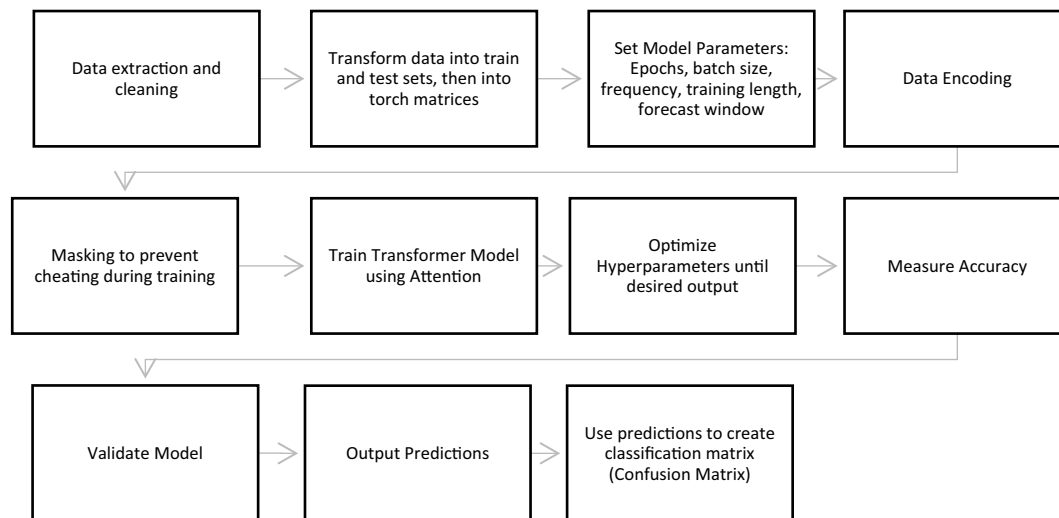 Data extraction and
cleaning
Transform data into train
and test sets, then into
torch matrices
Set Model Parameters:
Epochs, batch size,
frequency, training length,
forecast window
Data Encoding
Masking to prevent
cheating during training
Train Transformer Model
using Attention
Optimize
Hyperparameters until
desired output
Measure Accuracy
Validate Model
Output Predictions
Use predictions to create
classification matrix
(Confusion Matrix)